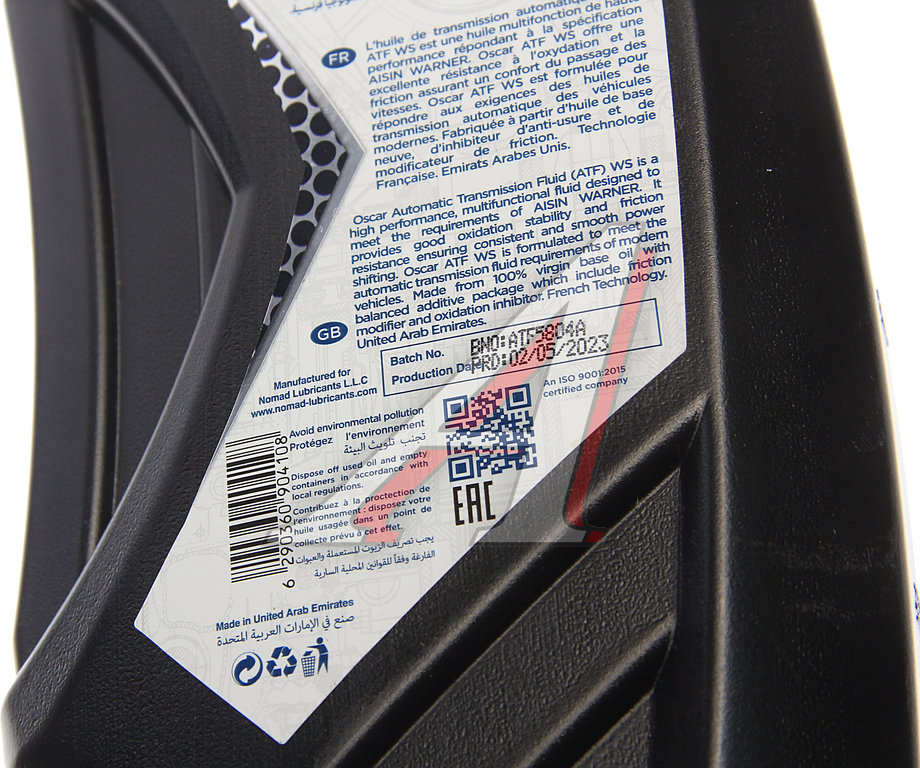 L'huile de transmission automatique
ATF WS est une huile multifonction de haute
performance répondant à la spécification
AISIN WARNER. Oscar ATF WS offre une
excellente résistance à l'oxydation et la
friction assurant un confort du passage des
vitesses. Oscar ATF WS est formulée pour
répondre aux exigences des huiles de
transmission automatique des véhicules
modernes. Fabriquée à partir d'huile de base
neuve, d'inhibiteur d'anti-usure et de
modificateur de friction. Technologie
Française. Emirats Arabes Unis.
FR
Oscar Automatic Transmission Fluid (ATF) WS is a
high performance, multifunctional fluid designed to
meet the requirements of AISIN WARNER. It
provides good oxidation stability and friction
resistance ensuring consistent and smooth power
shifting. Oscar ATF WS is formulated to meet the
automatic transmission fluid requirements of modern
vehicles. Made from 100% virgin base oil with
balanced additive package which include friction
modifier and oxidation inhibitor. French Technology.
United Arab Emirates.
GB
Batch No. BNO:ATF5804A
Production Da PRD:02/05/2023
Manufactured for
Nomad Lubricants L.L.C
www.nomad-lubricants.com
An ISO 9001:2015
certified company
Avoid environmental pollution
Protégez l'environnement
تجنب تلويث البيئة
Dispose off used oil and empty
containers in accordance with
local regulations.
Contribuez à la proctection de
l'environnement : disposez votre
huile usagée dans un point de
collecte prévu à cet effet.
يجب تصريف الزيوت المستعملة والعبوات
الفارغة وفقاً للقوانين المحلية السارية
EAC
6 290360 904108
Made in United Arab Emirates
صنع في الإمارات العربية المتحدة